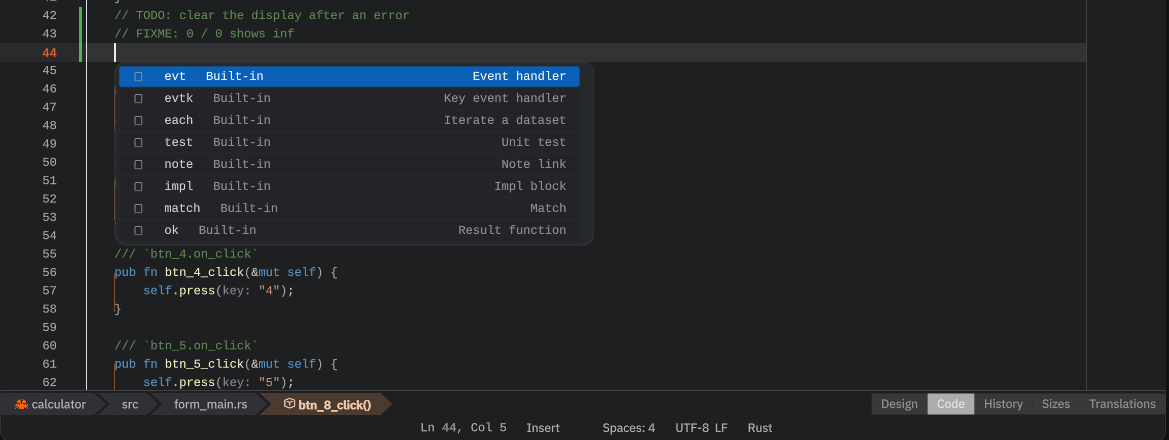 42 // TODO: clear the display after an error
43 // FIXME: 0 / 0 shows inf
44
45 evt Built-in Event handler
46 evtk Built-in Key event handler
47 each Built-in Iterate a dataset
48 test Built-in Unit test
49 note Built-in Note link
50
51 impl Built-in Impl block
52 match Built-in Match
53 ok Built-in Result function
54
55 /// `btn_4.on_click`
56 pub fn btn_4_click(&mut self) {
57 self.press(key: "4");
58 }
59
60 /// `btn_5.on_click`
61 pub fn btn_5_click(&mut self) {
62 self.press(key: "5");
calculator src form_main.rs btn_8_click() Design Code History Sizes Translations
Ln 44, Col 5 Insert Spaces: 4 UTF-8 LF Rust